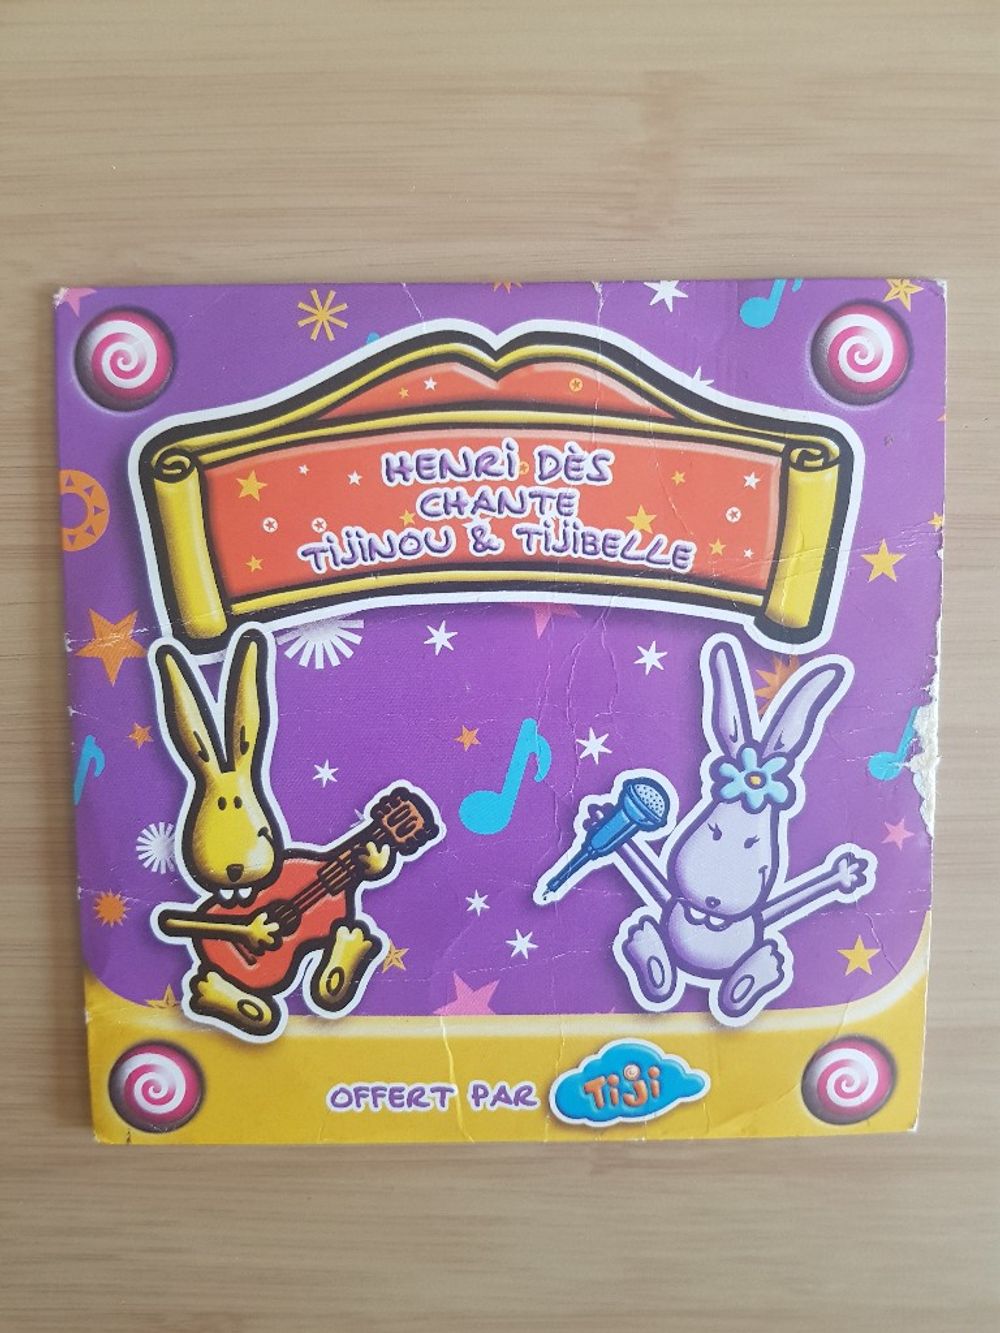 HENRi DÈS
CHANTE
TiJiNOU & TiJiBELLE
OFFERT PAR TiJi